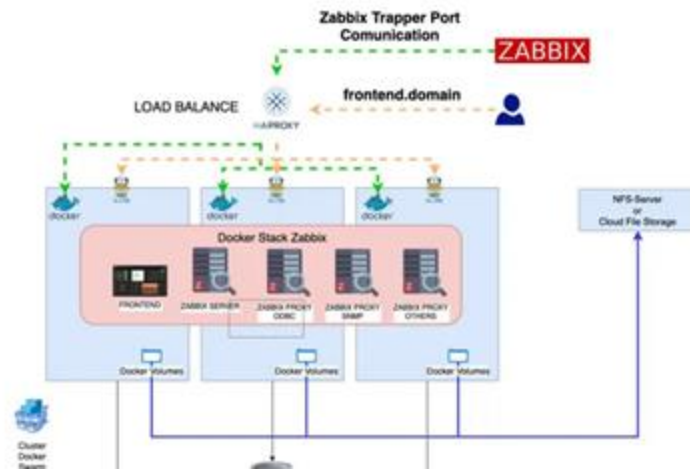 Zabbix Trapper Port
Comunication
ZABBIX
frontend.domain
LOAD BALANCE
HAPROXY
docker
docker
docker
NFS-Server
or
Cloud File Storage
Docker Stack Zabbix
FRONTEND
ZABBIX SERVER
ZABBIX PROXY
ODBC
ZABBIX PROXY
SNMP
ZABBIX PROXY
OTHERS
Docker Volumes
Docker Volumes
Docker Volumes
Cluster
Docker
Swarm